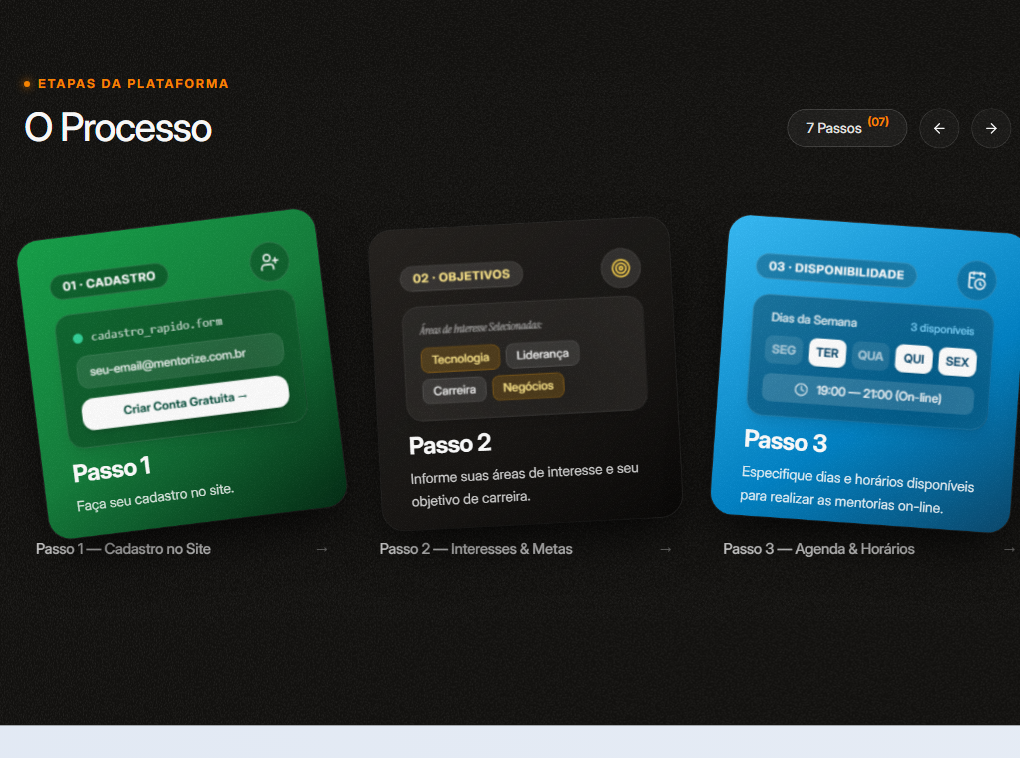 ETAPAS DA PLATAFORMA
O Processo
7 Passos (07)
← →
01 · CADASTRO
cadastro_rapido.form
seu-email@mentorize.com.br
Criar Conta Gratuita →
Passo 1
Faça seu cadastro no site.
Passo 1 — Cadastro no Site →
02 · OBJETIVOS
Áreas de Interesse Selecionadas:
Tecnologia Liderança
Carreira Negócios
Passo 2
Informe suas áreas de interesse e seu
objetivo de carreira.
Passo 2 — Interesses & Metas →
03 · DISPONIBILIDADE
Dias da Semana 3 disponíveis
SEG TER QUA QUI SEX
19:00 — 21:00 (On-line)
Passo 3
Especifique dias e horários disponíveis
para realizar as mentorias on-line.
Passo 3 — Agenda & Horários →